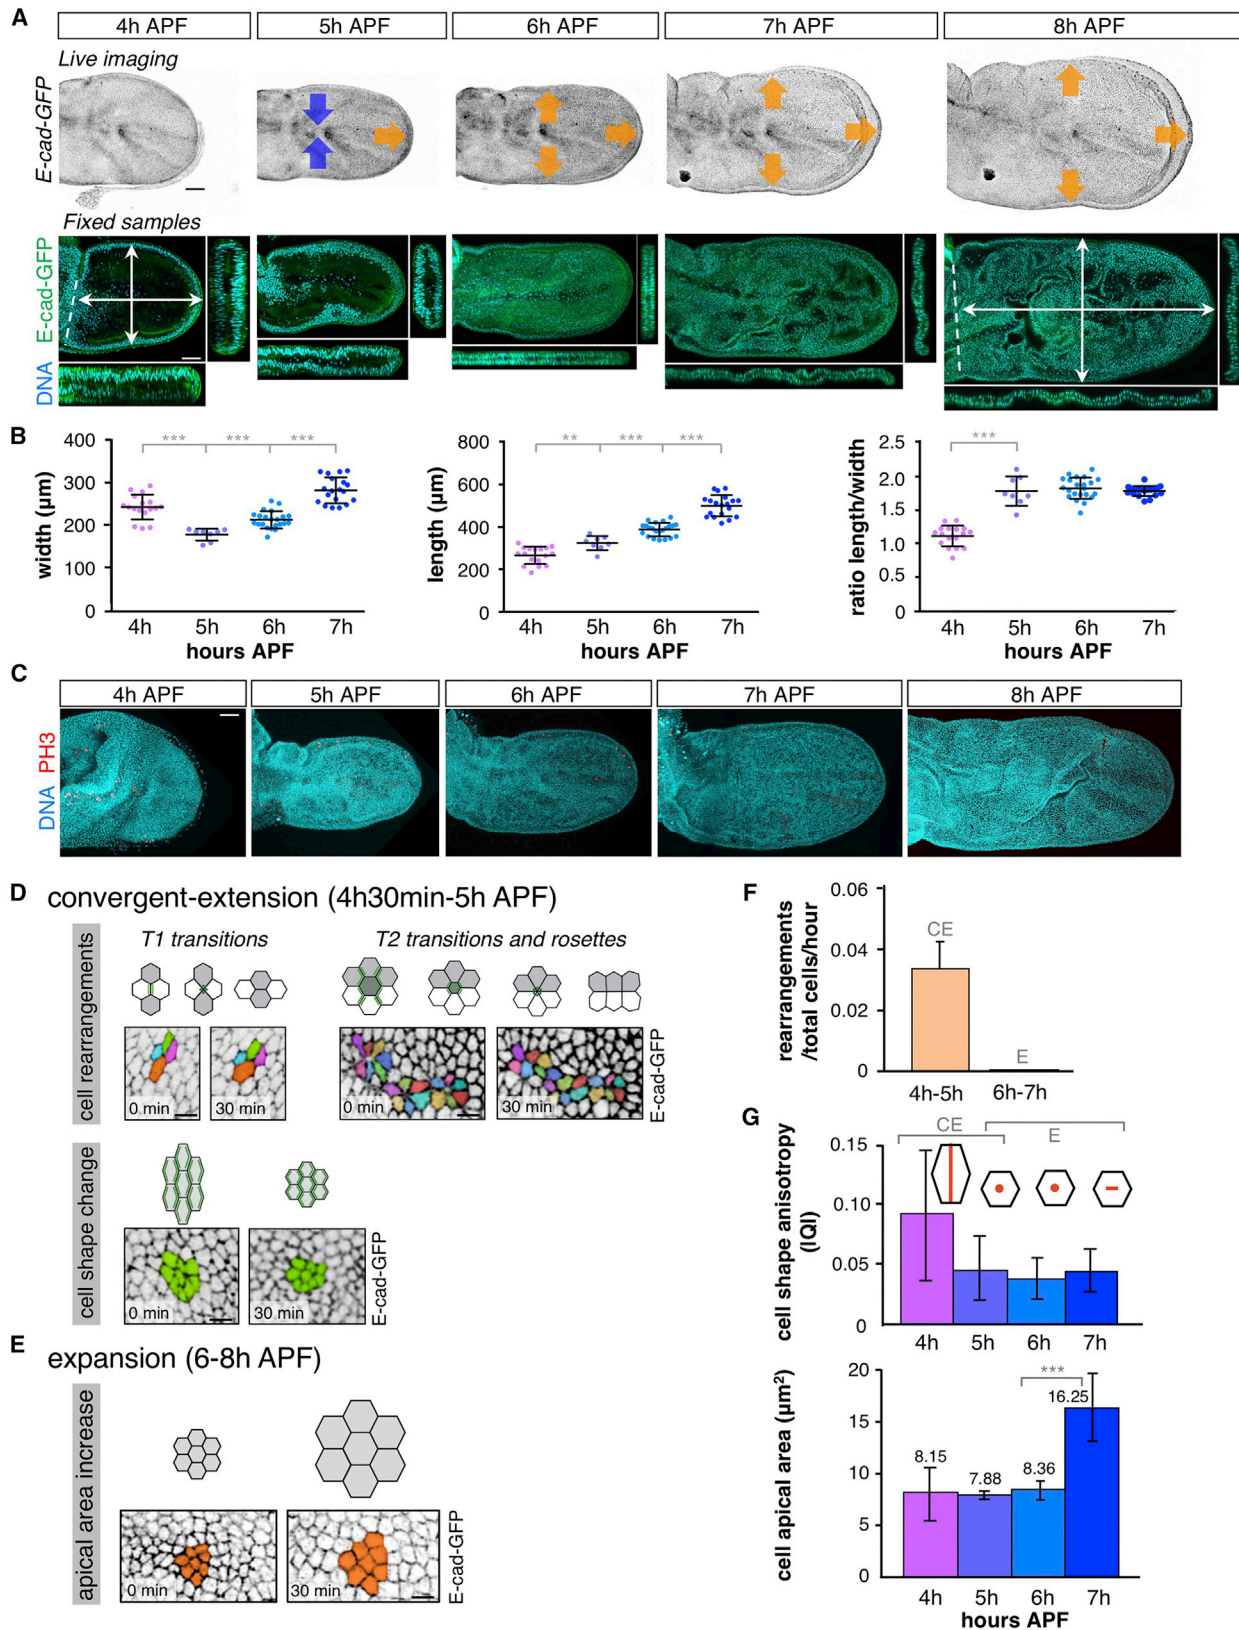 A
4h APF 5h APF 6h APF 7h APF 8h APF
Live imaging
E-cad-GFP
Fixed samples
DNA E-cad-GFP
B
width (µm)
400
300
200
100
0
4h 5h 6h 7h
hours APF
*** *** ***
length (µm)
800
600
400
200
0
4h 5h 6h 7h
hours APF
** *** ***
ratio length/width
2.5
2.0
1.5
1.0
0.5
0
4h 5h 6h 7h
hours APF
***
C
4h APF 5h APF 6h APF 7h APF 8h APF
DNA PH3
D
convergent-extension (4h30min-5h APF)
cell rearrangements
T1 transitions
T2 transitions and rosettes
0 min 30 min
0 min 30 min
E-cad-GFP
cell shape change
0 min 30 min
E-cad-GFP
E
expansion (6-8h APF)
apical area increase
0 min 30 min
E-cad-GFP
F
rearrangements
/total cells/hour
0.06
0.04
0.02
0
CE
E
4h-5h 6h-7h
G
cell shape anisotropy
(IQI)
0.15
0.10
0.05
0
CE
E
4h 5h 6h 7h
cell apical area (µm²)
20
15
10
5
0
8.15
7.88
8.36
16.25
***
4h 5h 6h 7h
hours APF